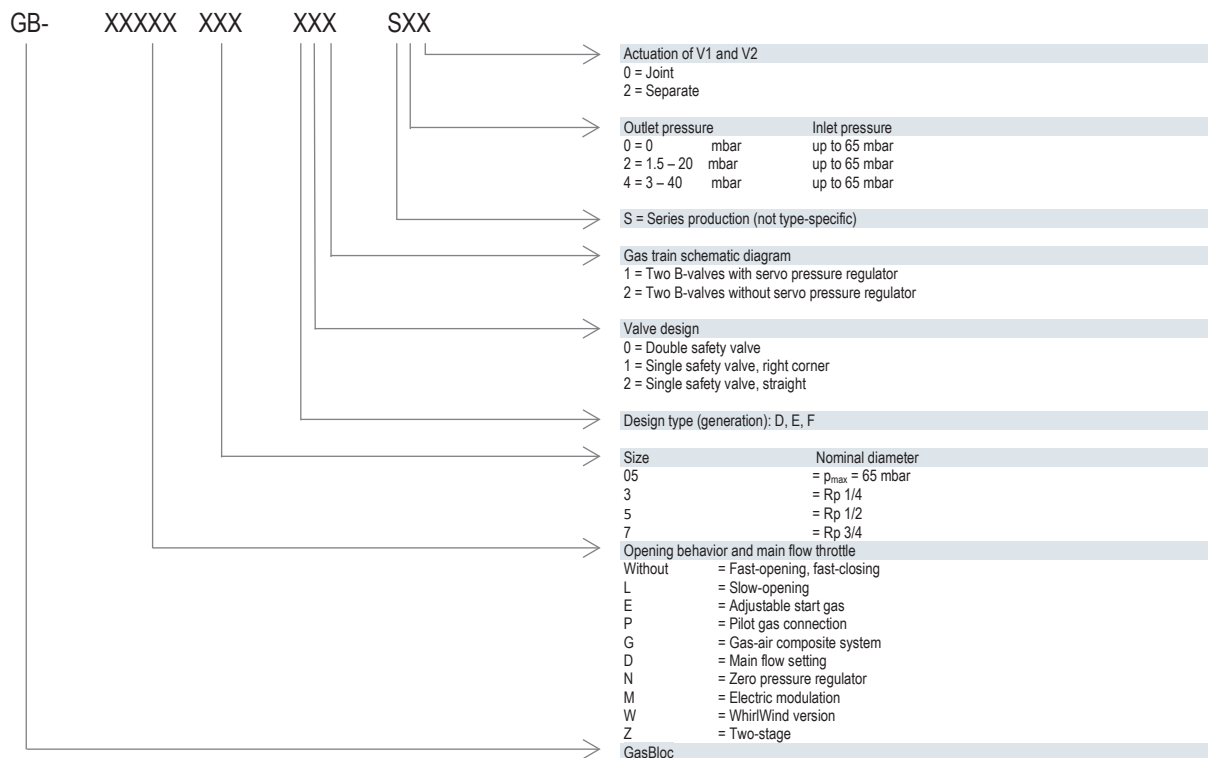 GB- XXXXX XXX XXX SXX
Actuation of V1 and V2
0 = Joint
2 = Separate
Outlet pressure Inlet pressure
0 = 0 mbar up to 65 mbar
2 = 1.5 – 20 mbar up to 65 mbar
4 = 3 – 40 mbar up to 65 mbar
S = Series production (not type-specific)
Gas train schematic diagram
1 = Two B-valves with servo pressure regulator
2 = Two B-valves without servo pressure regulator
Valve design
0 = Double safety valve
1 = Single safety valve, right corner
2 = Single safety valve, straight
Design type (generation): D, E, F
Size Nominal diameter
05 = pmax = 65 mbar
3 = Rp 1/4
5 = Rp 1/2
7 = Rp 3/4
Opening behavior and main flow throttle
Without = Fast-opening, fast-closing
L = Slow-opening
E = Adjustable start gas
P = Pilot gas connection
G = Gas-air composite system
D = Main flow setting
N = Zero pressure regulator
M = Electric modulation
W = WhirlWind version
Z = Two-stage
GasBloc